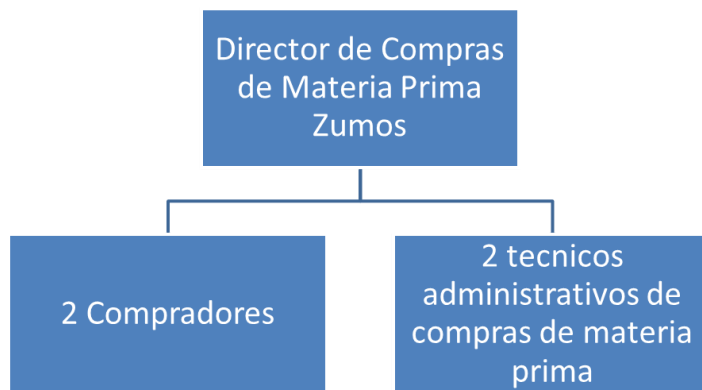 Director de Compras
de Materia Prima
Zumos
2 Compradores
2 tecnicos
administrativos de
compras de materia
prima